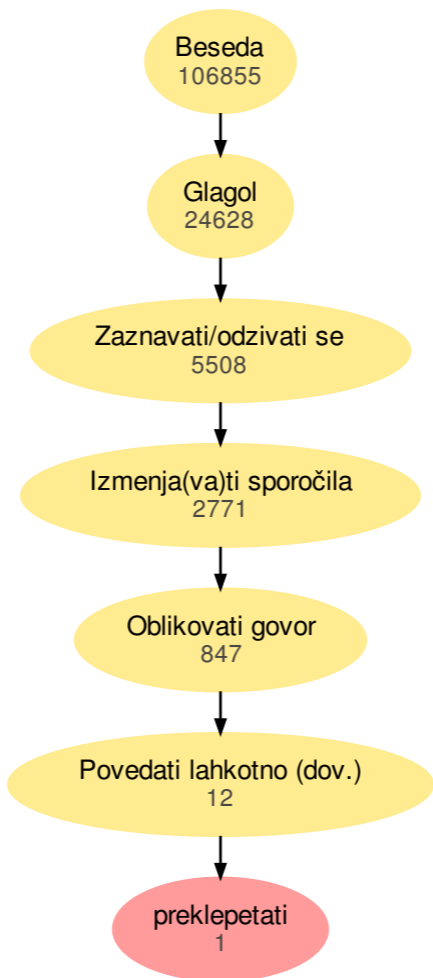 Beseda
106855
Glagol
24628
Zaznavati/odzivati se
5508
Izmenja(va)ti sporočila
2771
Oblikovati govor
847
Povedati lahkotno (dov.)
12
preklepetati
1